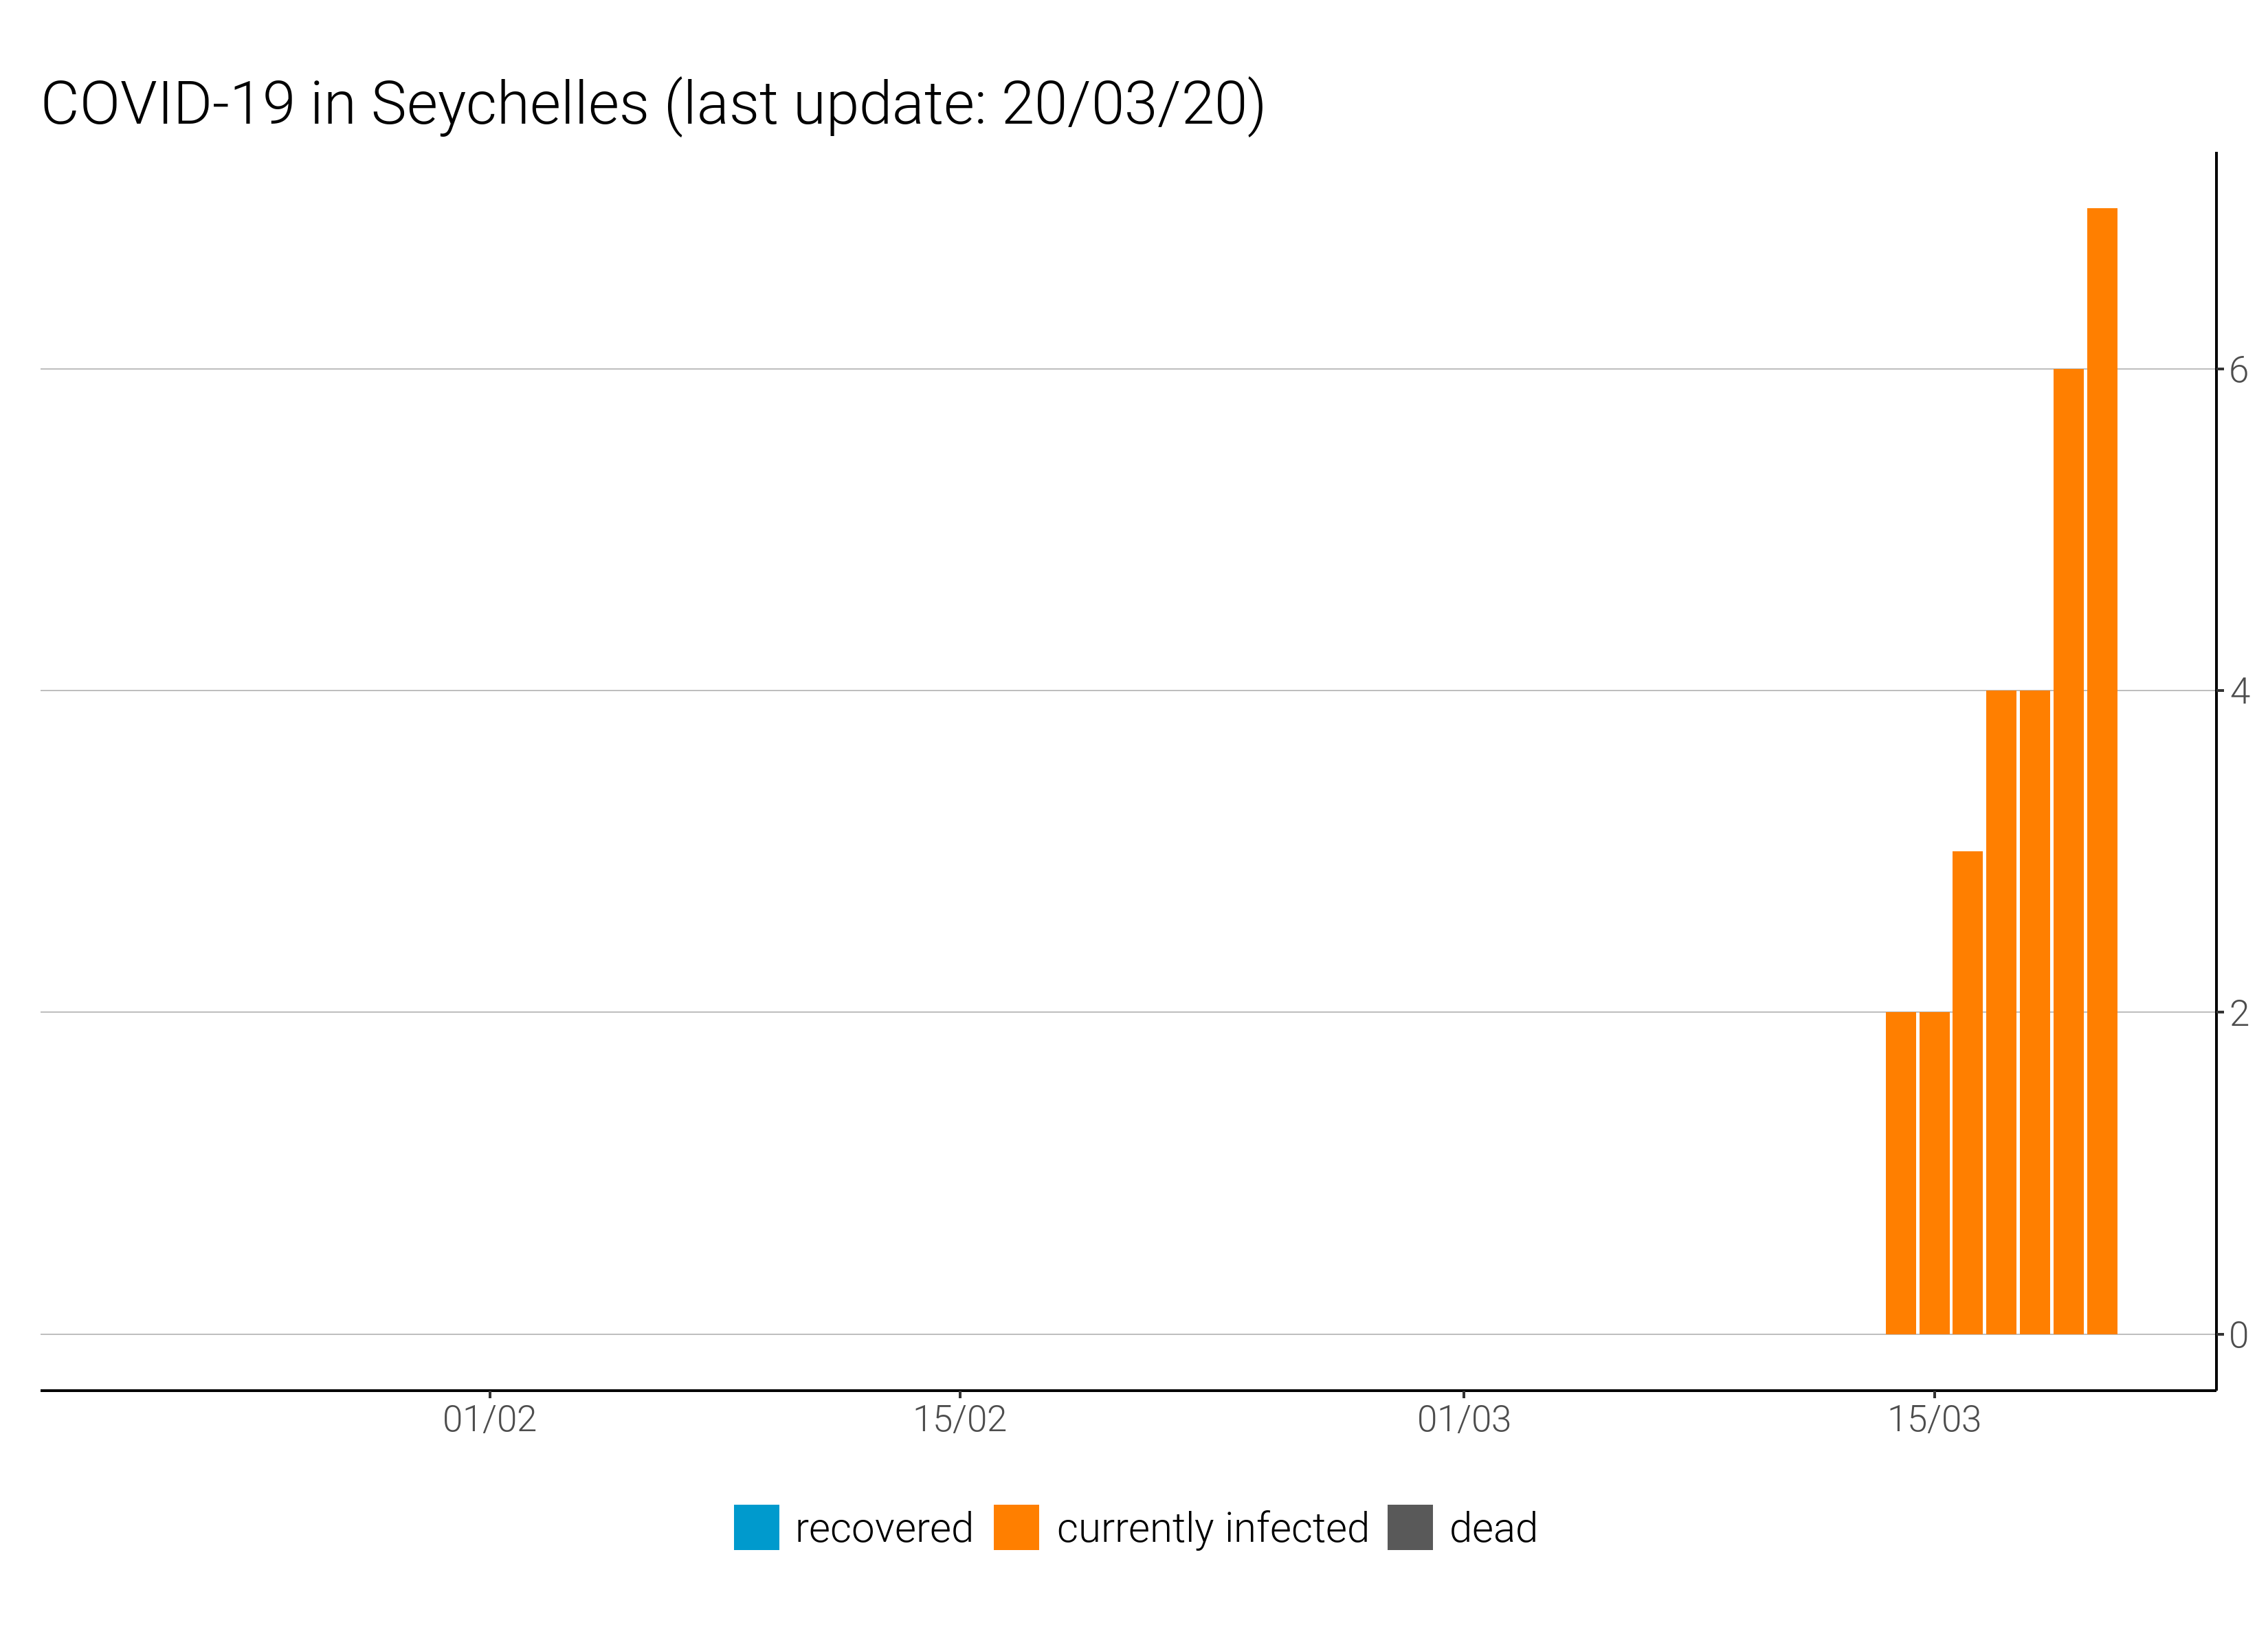 COVID-19 in Seychelles (last update: 20/03/20)
6
4
2
0
01/02 15/02 01/03 15/03
recovered currently infected dead